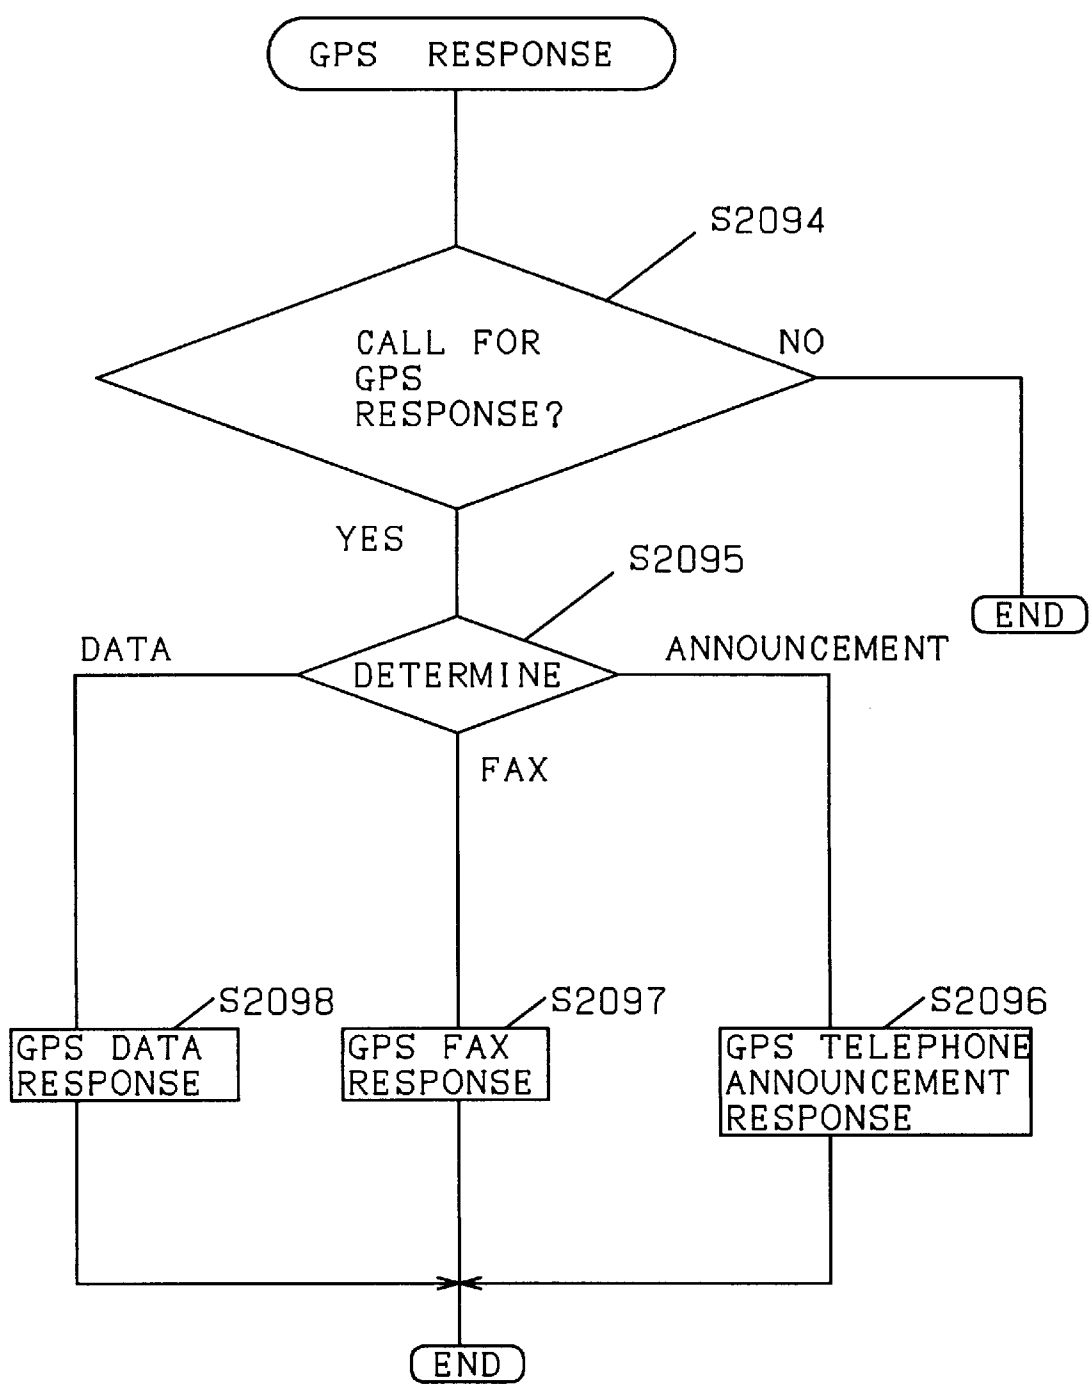 GPS RESPONSE
S2094
CALL FOR
GPS
RESPONSE?
NO
YES
S2095
END
DATA
DETERMINE
ANNOUNCEMENT
FAX
S2098
S2097
S2096
GPS DATA
RESPONSE
GPS FAX
RESPONSE
GPS TELEPHONE
ANNOUNCEMENT
RESPONSE
END